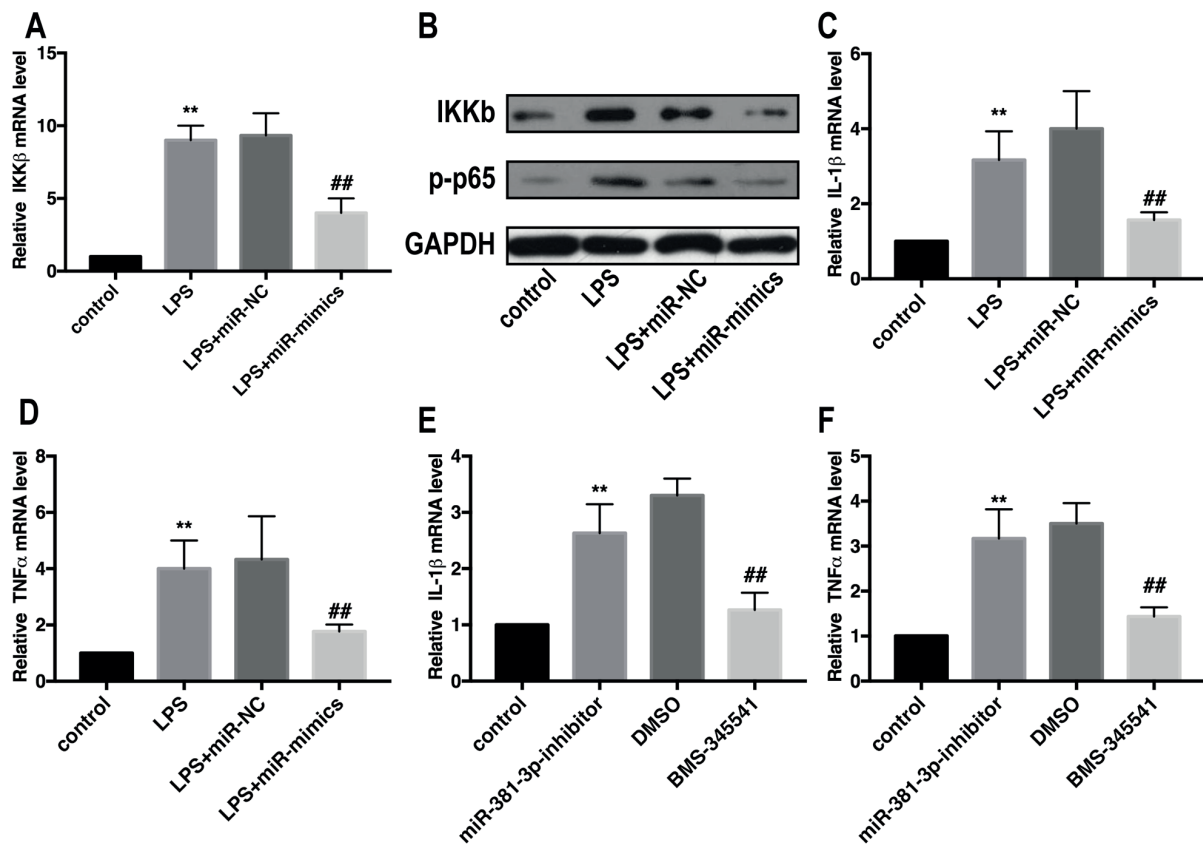 A
Relative IKKβ mRNA level
15
10
5
0
**
##
control
LPS
LPS+miR-NC
LPS+miR-mimics
B
IKKb
p-p65
GAPDH
control
LPS
LPS+miR-NC
LPS+miR-mimics
C
Relative IL-1β mRNA level
6
4
2
0
**
##
control
LPS
LPS+miR-NC
LPS+miR-mimics
D
Relative TNFα mRNA level
8
6
4
2
0
**
##
control
LPS
LPS+miR-NC
LPS+miR-mimics
E
Relative IL-1β mRNA level
4
3
2
1
0
**
##
control
miR-381-3p-inhibitor
DMSO
BMS-345541
F
Relative TNFα mRNA level
5
4
3
2
1
0
**
##
control
miR-381-3p-inhibitor
DMSO
BMS-345541